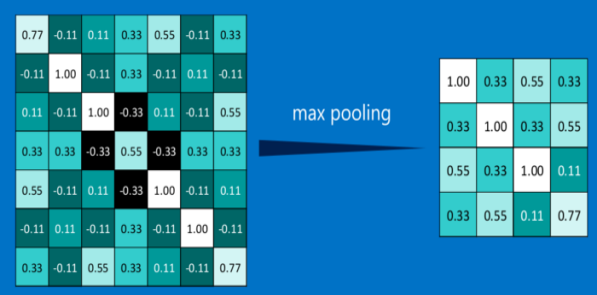 0.77 -0.11 0.11 0.33 0.55 -0.11 0.33
-0.11 1.00 -0.11 0.33 -0.11 0.11 -0.11
0.11 -0.11 1.00 -0.33 0.11 -0.11 0.55
0.33 0.33 -0.33 0.55 -0.33 0.33 0.33
0.55 -0.11 0.11 -0.33 1.00 -0.11 0.11
-0.11 0.11 -0.11 0.33 -0.11 1.00 -0.11
0.33 -0.11 0.55 0.33 0.11 -0.11 0.77
max pooling
1.00 0.33 0.55 0.33
0.33 1.00 0.33 0.55
0.55 0.33 1.00 0.11
0.33 0.55 0.11 0.77